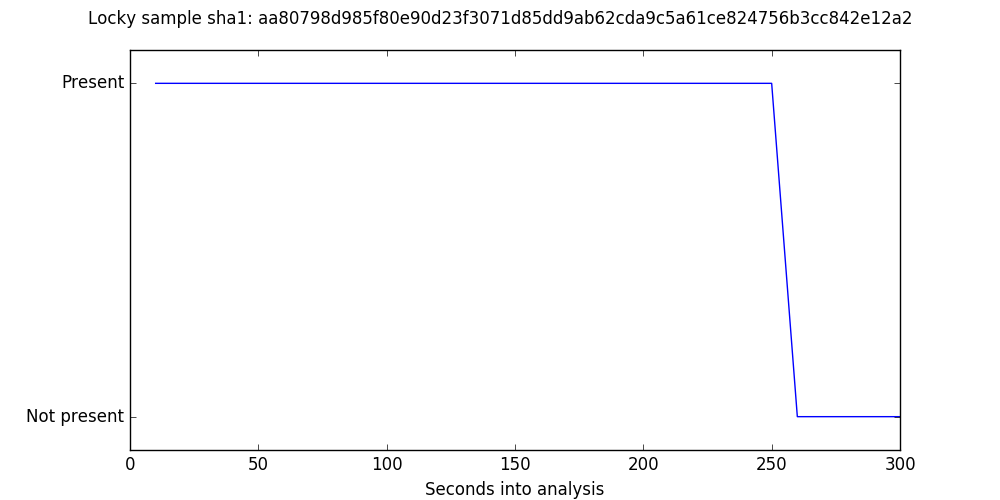 Locky sample sha1: aa80798d985f80e90d23f3071d85dd9ab62cda9c5a61ce824756b3cc842e12a2
Present
Not present
0 50 100 150 200 250 300
Seconds into analysis